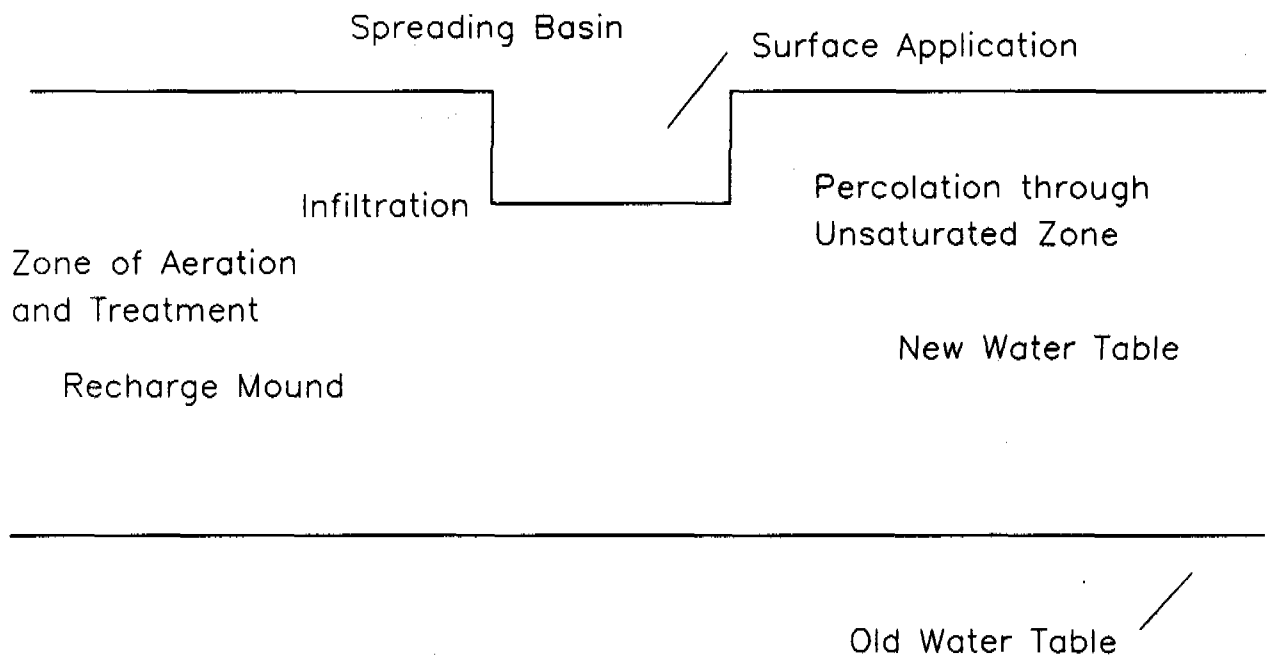 Spreading Basin
Surface Application
Infiltration
Percolation through
Unsaturated Zone
Zone of Aeration
and Treatment
New Water Table
Recharge Mound
Old Water Table